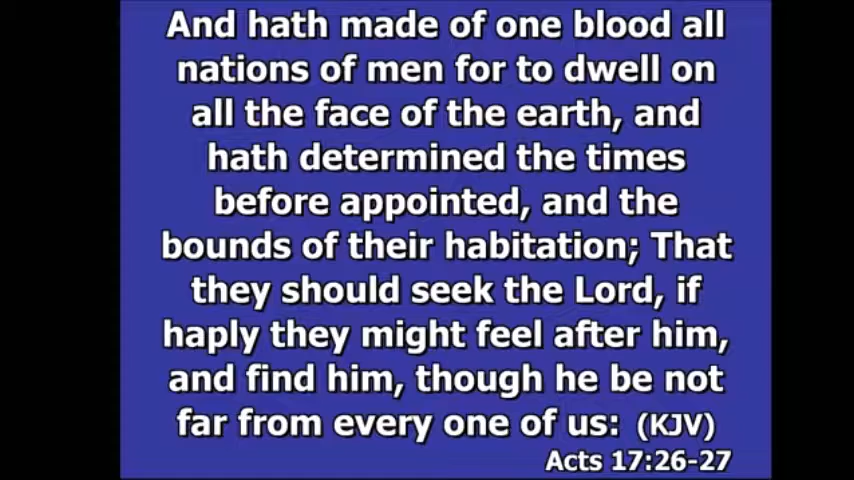 And hath made of one blood all
nations of men for to dwell on
all the face of the earth, and
hath determined the times
before appointed, and the
bounds of their habitation; That
they should seek the Lord, if
haply they might feel after him,
and find him, though he be not
far from every one of us: (KJV)
Acts 17:26-27